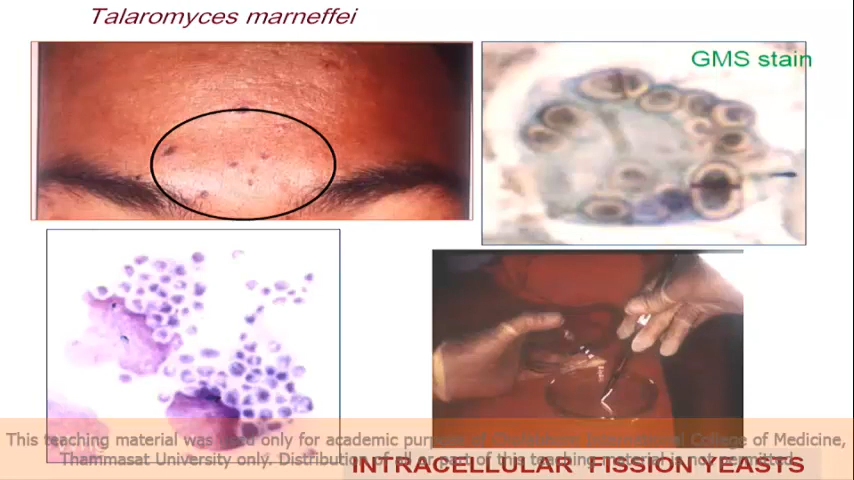 Talaromyces marneffei
GMS stain
This teaching material was used only for academic purpose of Chulabhorn International College of Medicine,
Thammasat University only. Distribution of all or part of this teaching material is not permitted.
INTRACELLULAR FISSION YEASTS